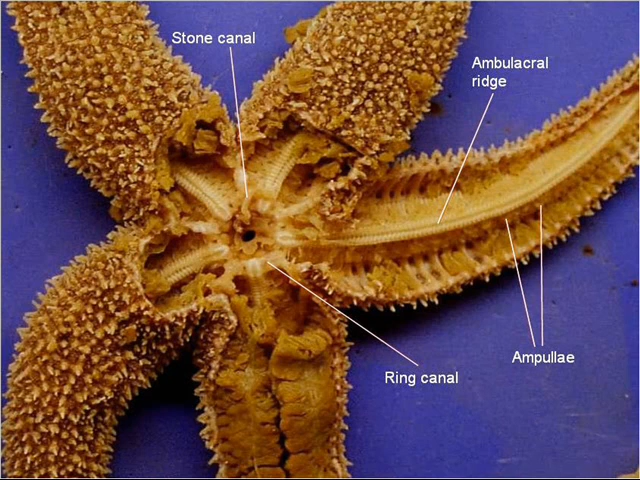 Stone canal
Ambulacral
ridge
Ampullae
Ring canal